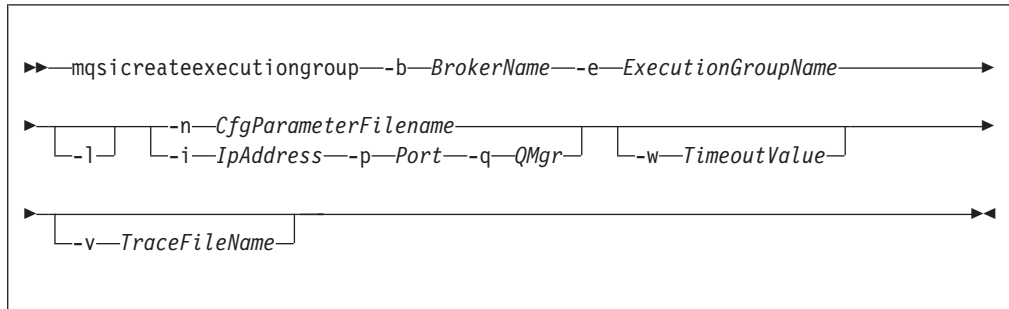 mqsicreateexecutiongroup -b BrokerName -e ExecutionGroupName
-n CfgParameterFilename
-l -i IpAddress -p Port -q QMgr -w TimeoutValue
-v TraceFileName